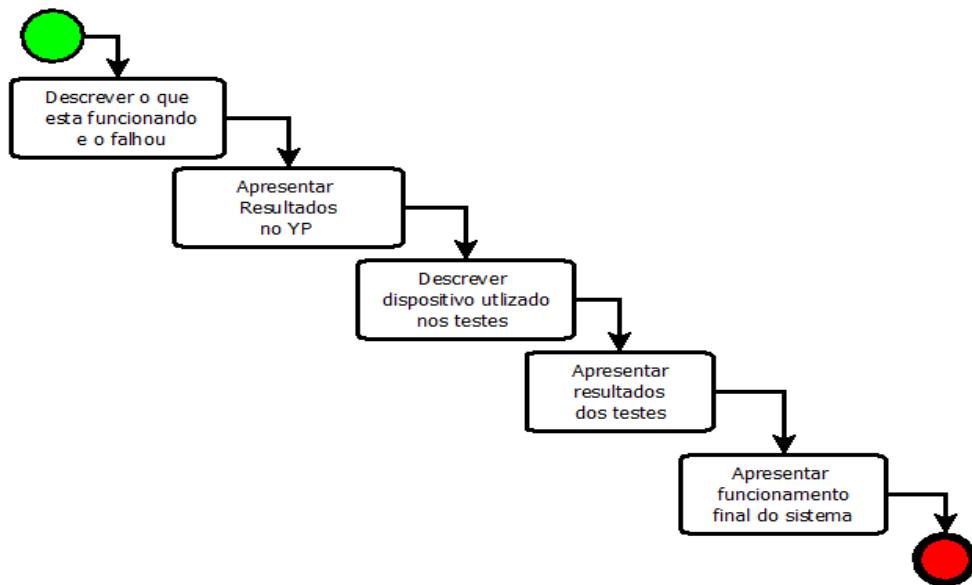 Descrever o que
esta funcionando
e o falhou
Apresentar
Resultados
no YP
Descrever
dispositivo utlizado
nos testes
Apresentar
resultados
dos testes
Apresentar
funcionamento
final do sistema